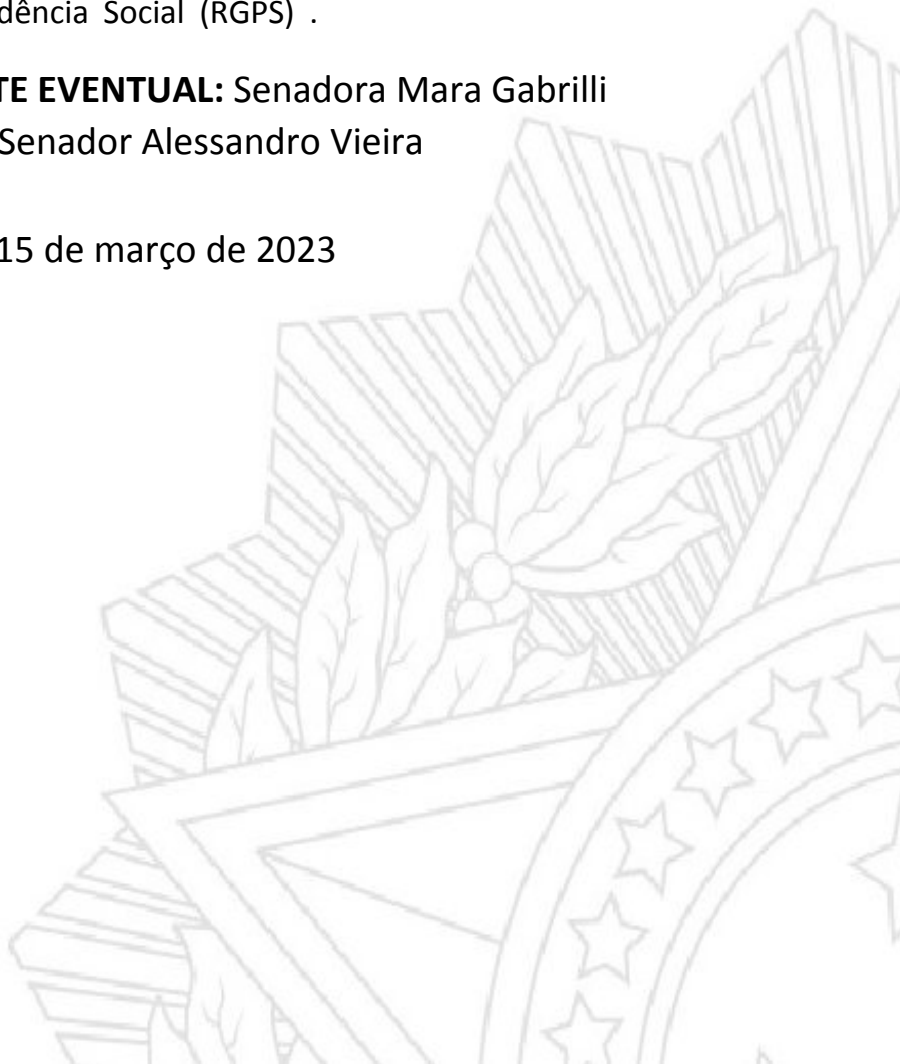 dência Social (RGPS) .
TE EVENTUAL: Senadora Mara Gabrilli
Senador Alessandro Vieira
15 de março de 2023